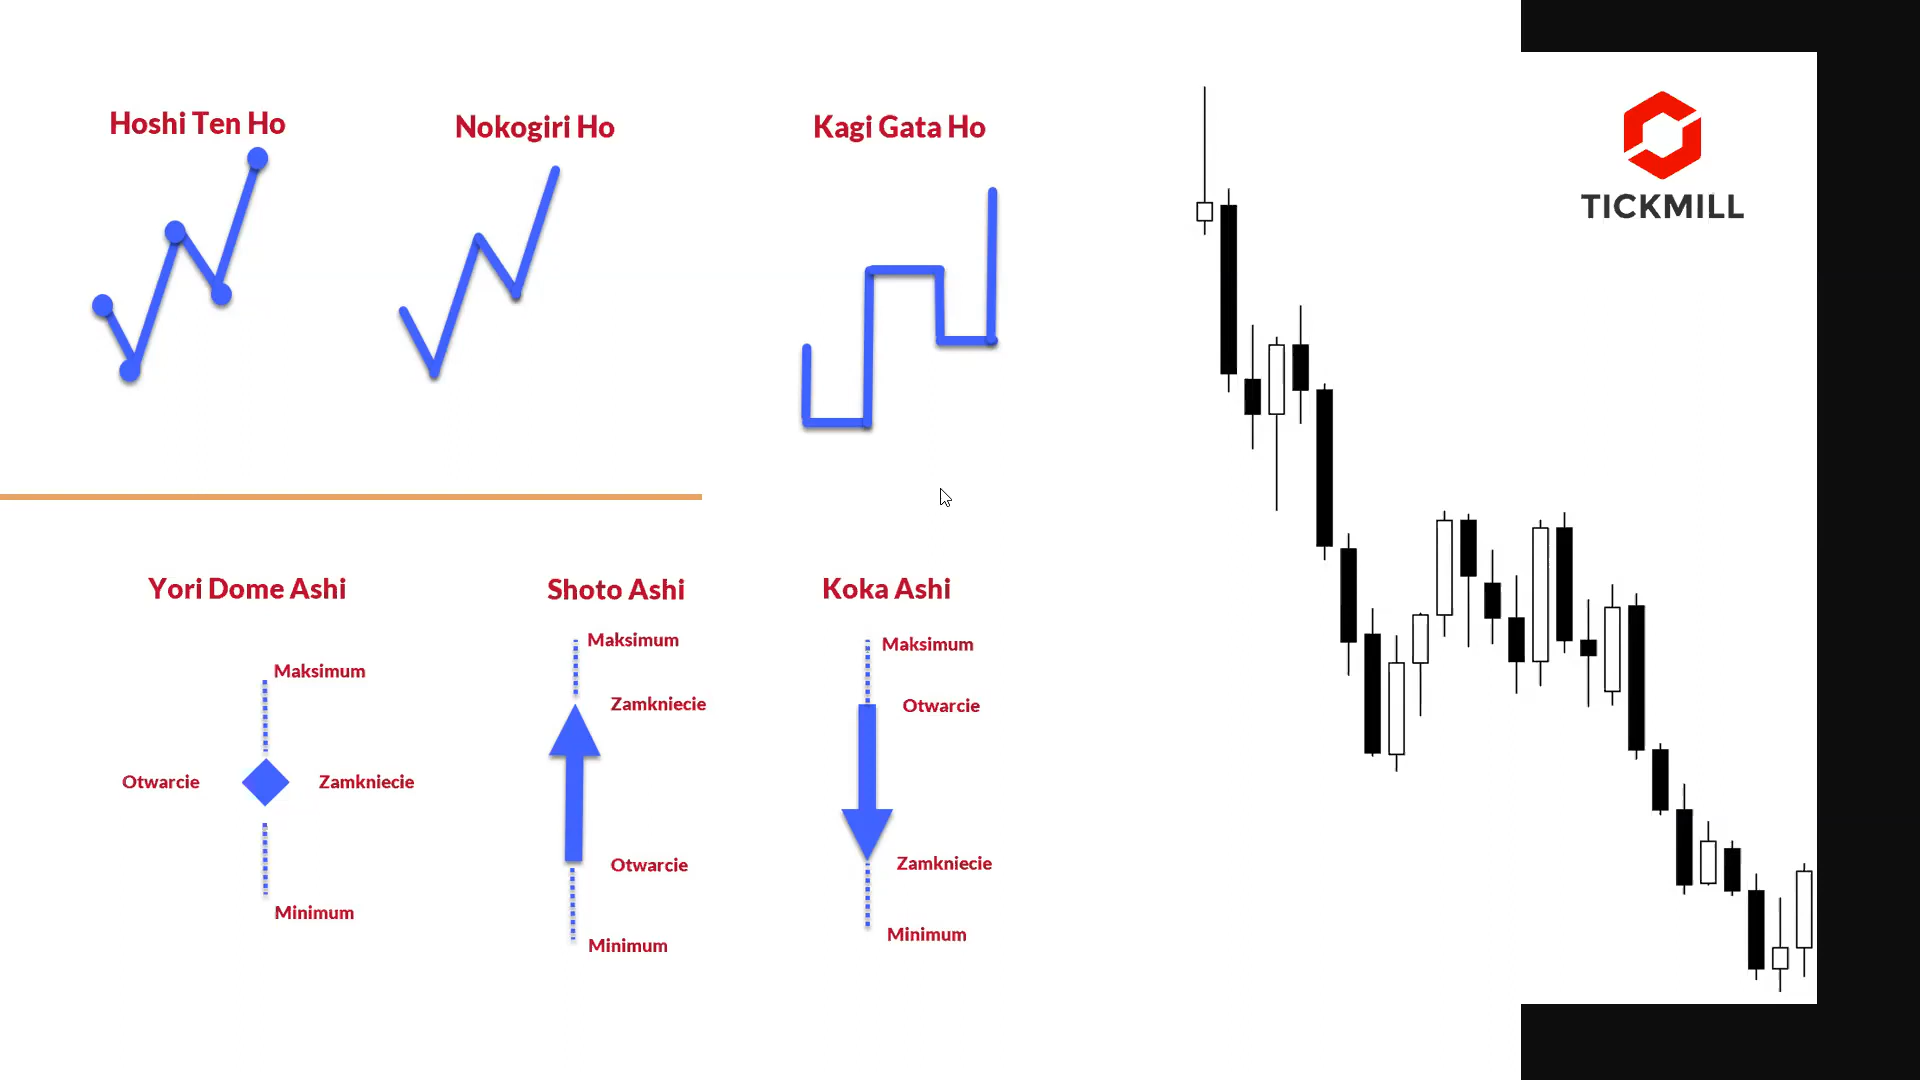 Hoshi Ten Ho
Nokogiri Ho
Kagi Gata Ho
TICKMILL
Yori Dome Ashi
Shoto Ashi
Koka Ashi
Maksimum
Otwarcie
Zamkniecie
Minimum
Maksimum
Zamkniecie
Otwarcie
Minimum
Maksimum
Otwarcie
Zamkniecie
Minimum